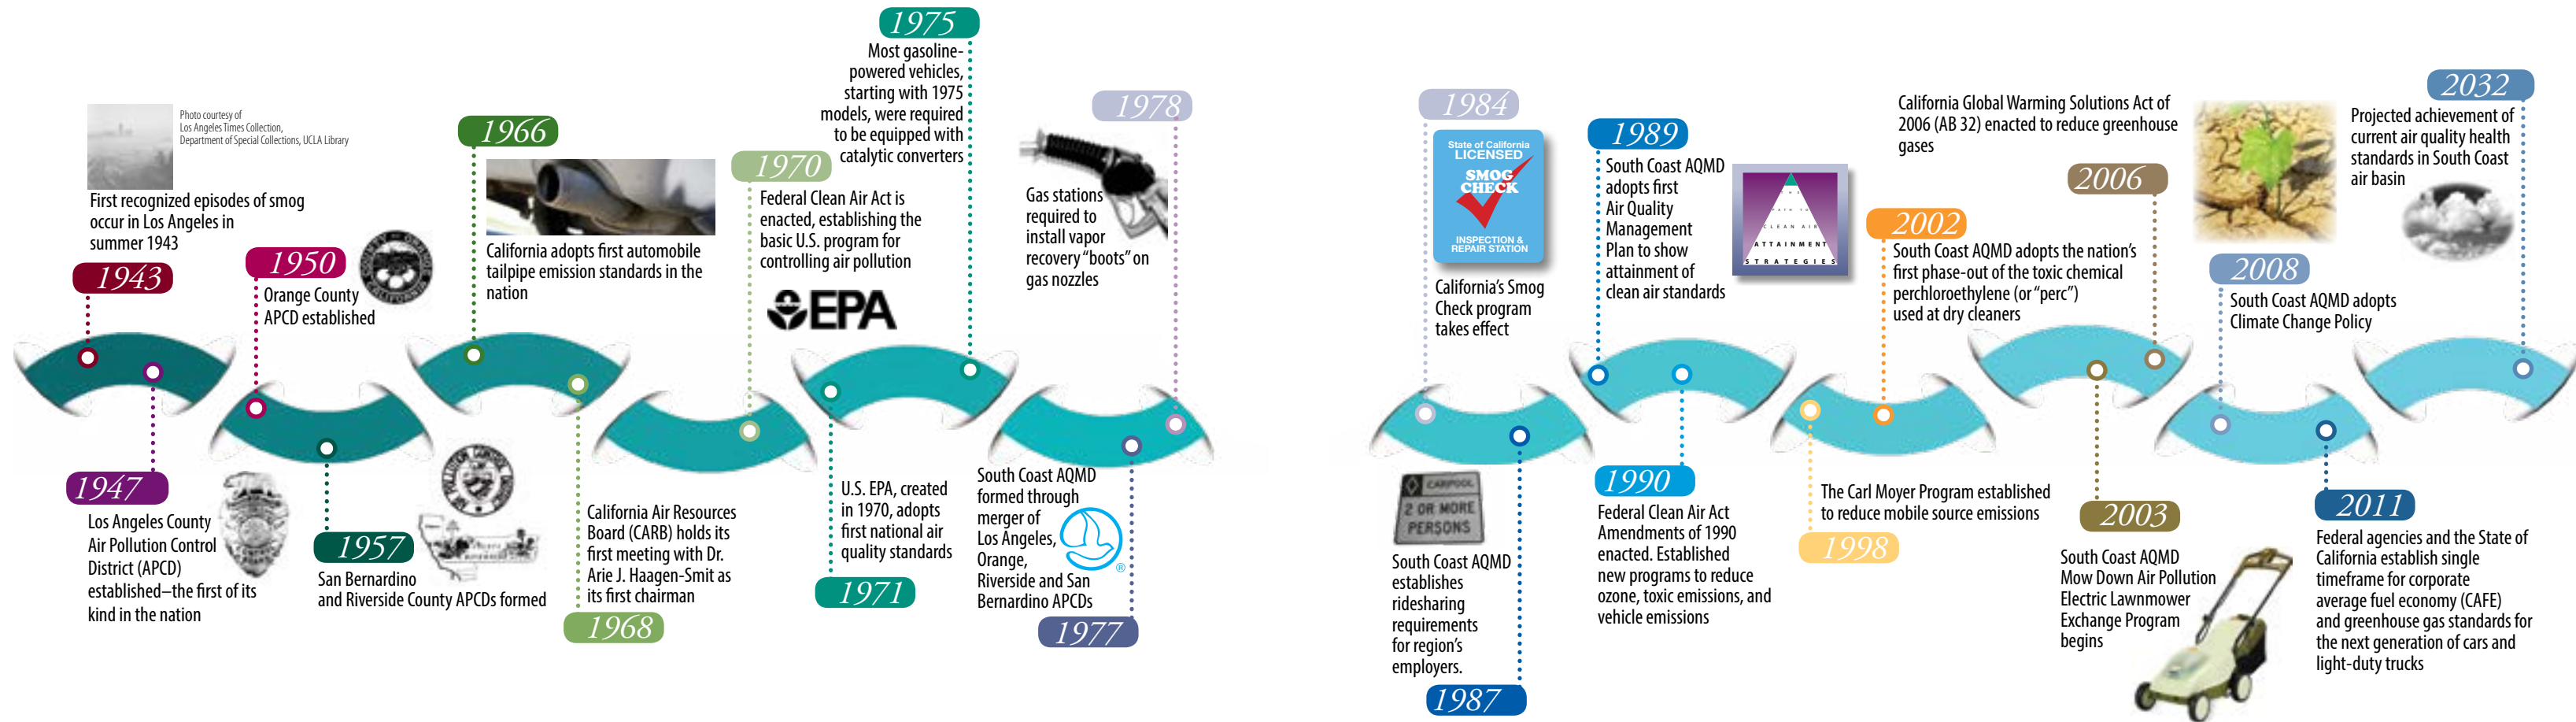 1943
Photo courtesy of
Los Angeles Times Collection,
Department of Special Collections, UCLA Library
First recognized episodes of smog
occur in Los Angeles in
summer 1943
1947
Los Angeles County
Air Pollution Control
District (APCD)
established–the first of its
kind in the nation
1950
Orange County
APCD established
1957
San Bernardino
and Riverside County APCDs formed
1966
California adopts first automobile
tailpipe emission standards in the
nation
1968
California Air Resources
Board (CARB) holds its
first meeting with Dr.
Arie J. Haagen-Smit as
its first chairman
1970
Federal Clean Air Act is
enacted, establishing the
basic U.S. program for
controlling air pollution
EPA
1971
U.S. EPA, created
in 1970, adopts
first national air
quality standards
1975
Most gasoline-
powered vehicles,
starting with 1975
models, were required
to be equipped with
catalytic converters
1977
South Coast AQMD
formed through
merger of
Los Angeles,
Orange,
Riverside and San
Bernardino APCDs
®
1978
Gas stations
required to
install vapor
recovery “boots” on
gas nozzles
1984
State of California
LICENSED
SMOG
CHECK
INSPECTION &
REPAIR STATION
California’s Smog
Check program
takes effect
1987
CARPOOL
2 OR MORE
PERSONS
South Coast AQMD
establishes
ridesharing
requirements
for region’s
employers.
1989
South Coast AQMD
adopts first
Air Quality
Management
Plan to show
attainment of
clean air standards
CLEAN AIR
ATTAINMENT
STRATEGIES
1990
Federal Clean Air Act
Amendments of 1990
enacted. Established
new programs to reduce
ozone, toxic emissions, and
vehicle emissions
1998
The Carl Moyer Program established
to reduce mobile source emissions
2002
South Coast AQMD adopts the nation’s
first phase-out of the toxic chemical
perchloroethylene (or “perc”)
used at dry cleaners
2003
South Coast AQMD
Mow Down Air Pollution
Electric Lawnmower
Exchange Program
begins
2006
California Global Warming Solutions Act of
2006 (AB 32) enacted to reduce greenhouse
gases
2008
South Coast AQMD adopts
Climate Change Policy
2011
Federal agencies and the State of
California establish single
timeframe for corporate
average fuel economy (CAFE)
and greenhouse gas standards for
the next generation of cars and
light-duty trucks
2032
Projected achievement of
current air quality health
standards in South Coast
air basin